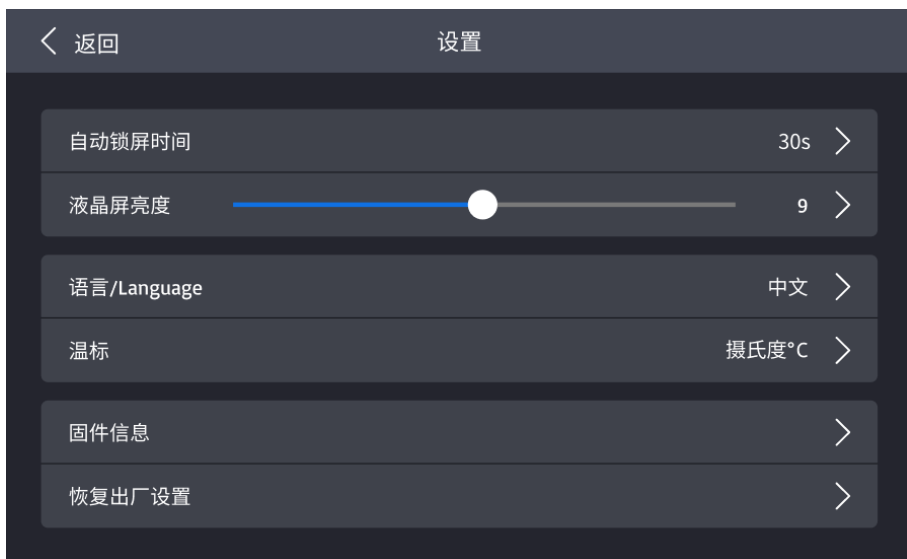 返回 设置
自动锁屏时间 30s
液晶屏亮度 9
语言/Language 中文
温标 摄氏度°C
固件信息
恢复出厂设置